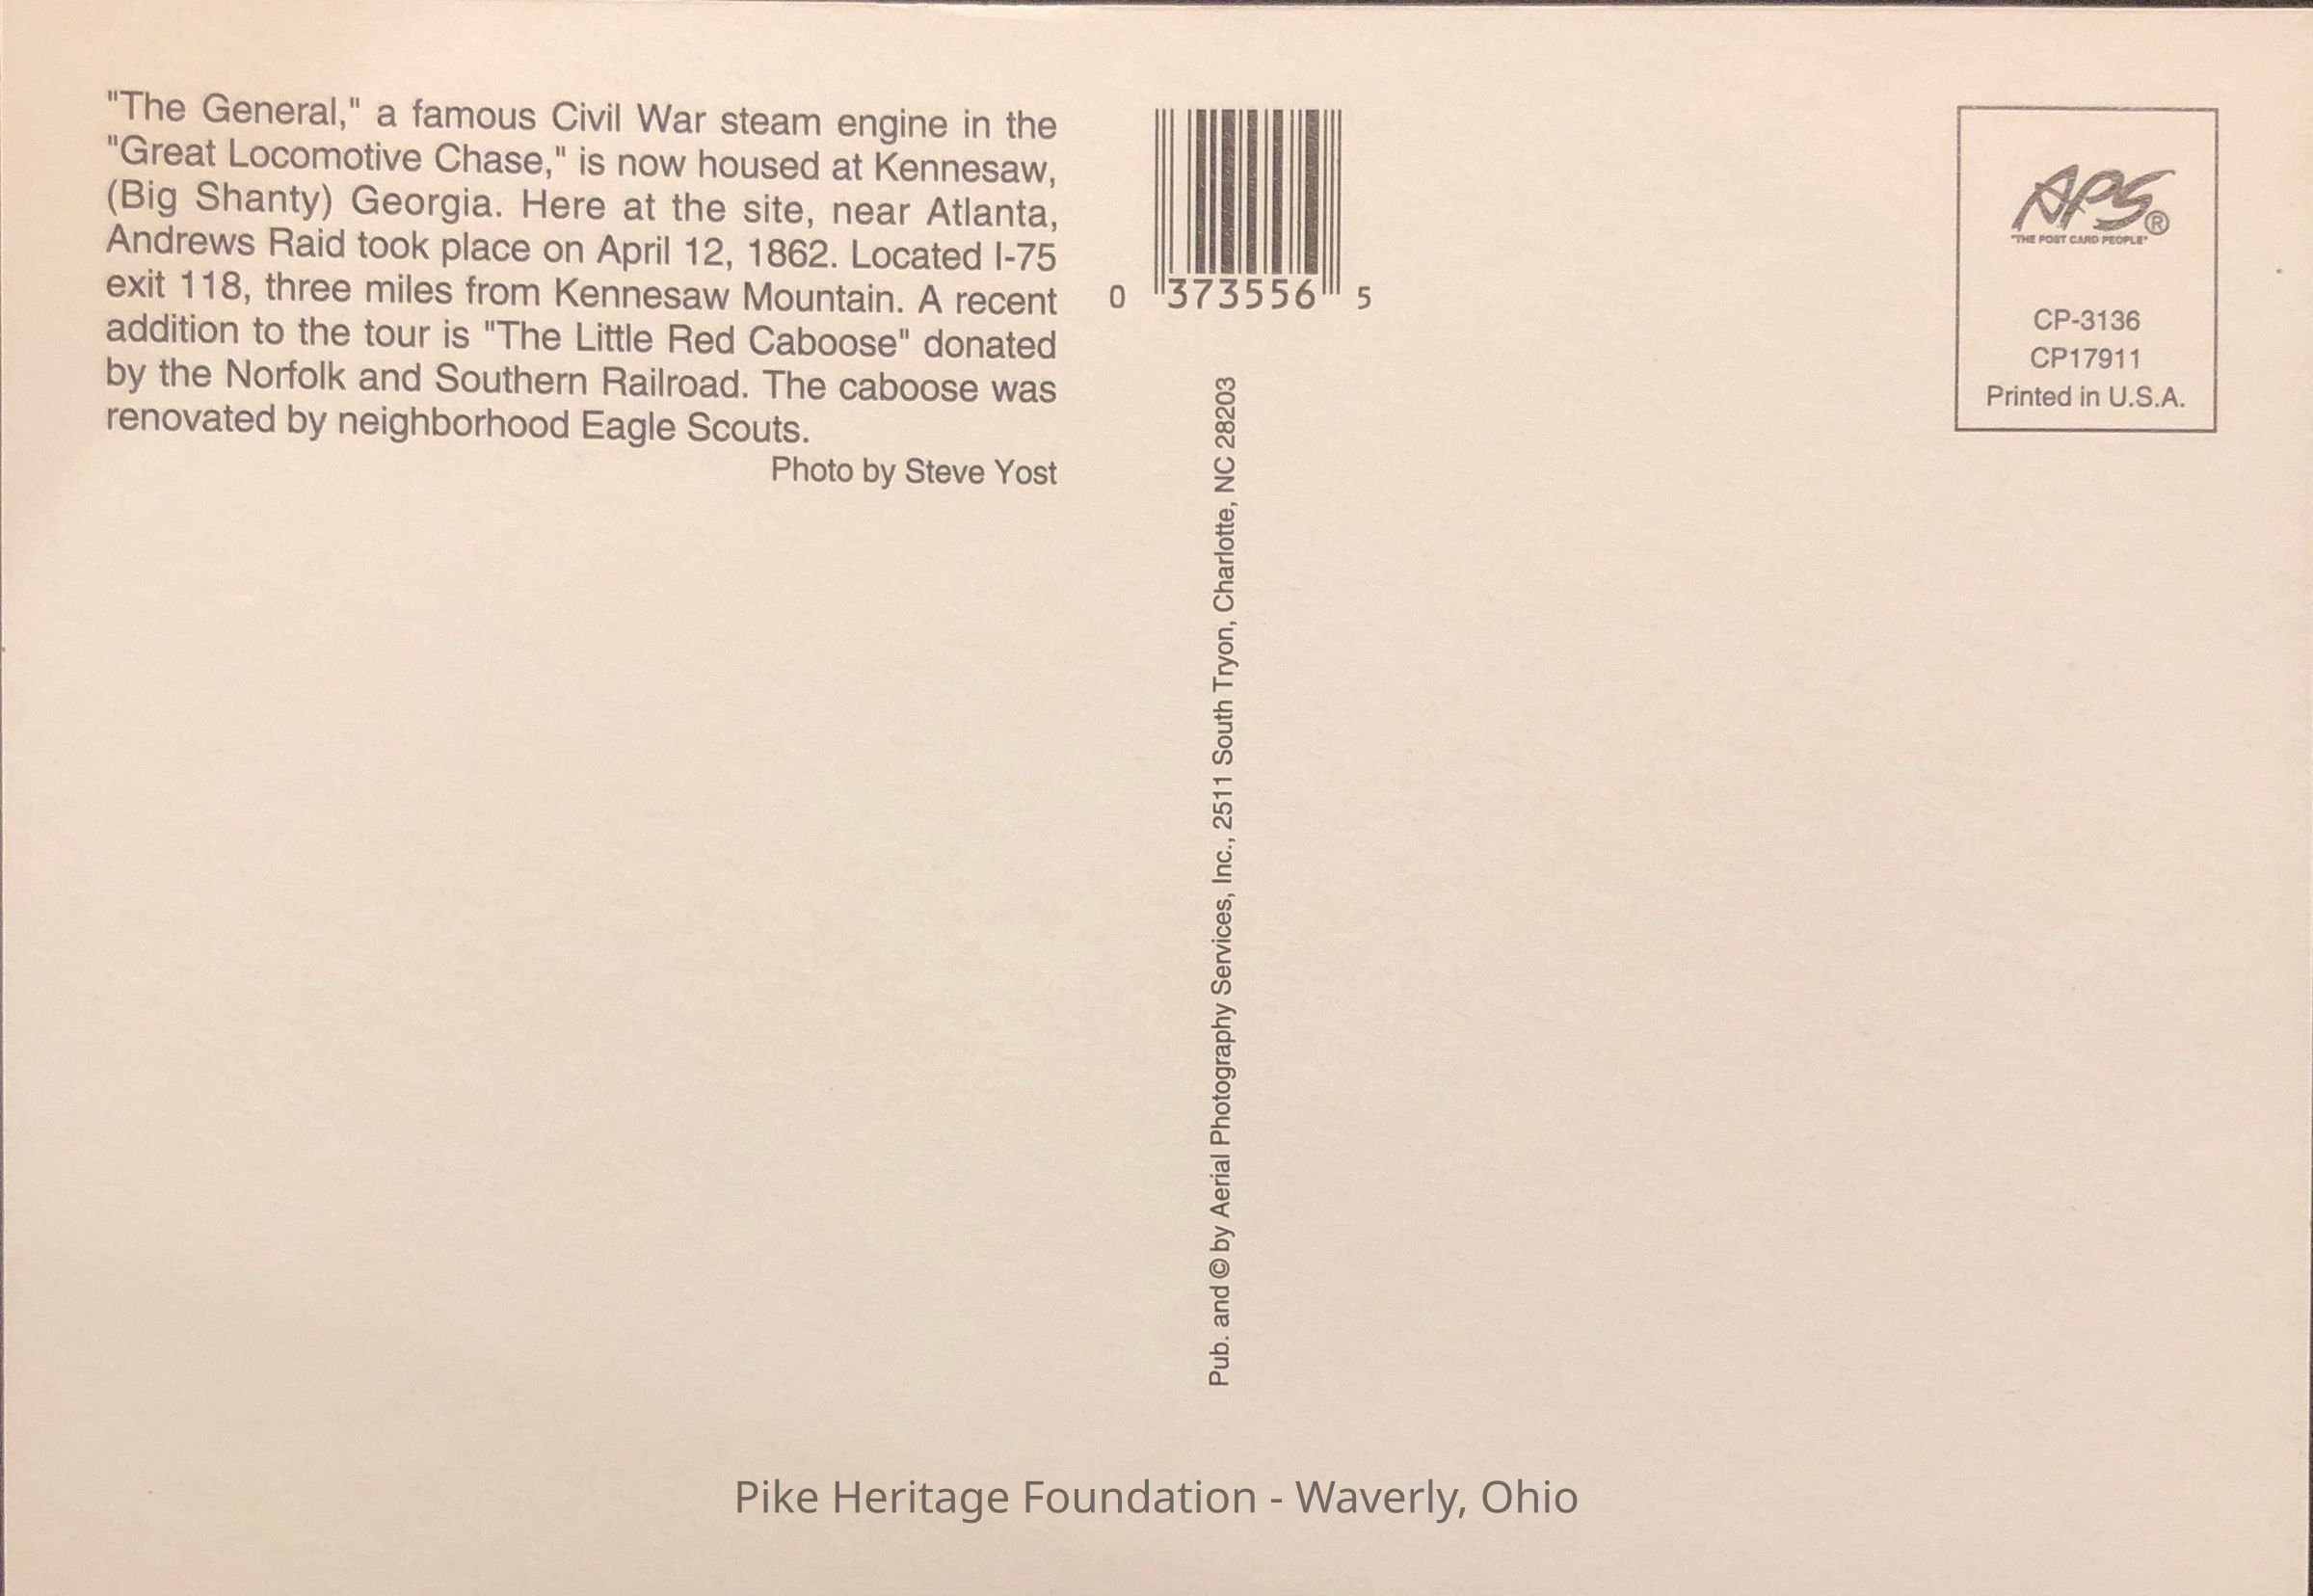 "The General," a famous Civil War steam engine in the
"Great Locomotive Chase," is now housed at Kennesaw,
(Big Shanty) Georgia. Here at the site, near Atlanta,
Andrews Raid took place on April 12, 1862. Located I-75
exit 118, three miles from Kennesaw Mountain. A recent
addition to the tour is "The Little Red Caboose" donated
by the Norfolk and Southern Railroad. The caboose was
renovated by neighborhood Eagle Scouts.
Photo by Steve Yost
0 373556 5
Pub. and © by Aerial Photography Services, Inc., 2511 South Tryon, Charlotte, NC 28203
APS®
"THE POST CARD PEOPLE"
CP-3136
CP17911
Printed in U.S.A.
Pike Heritage Foundation - Waverly, Ohio